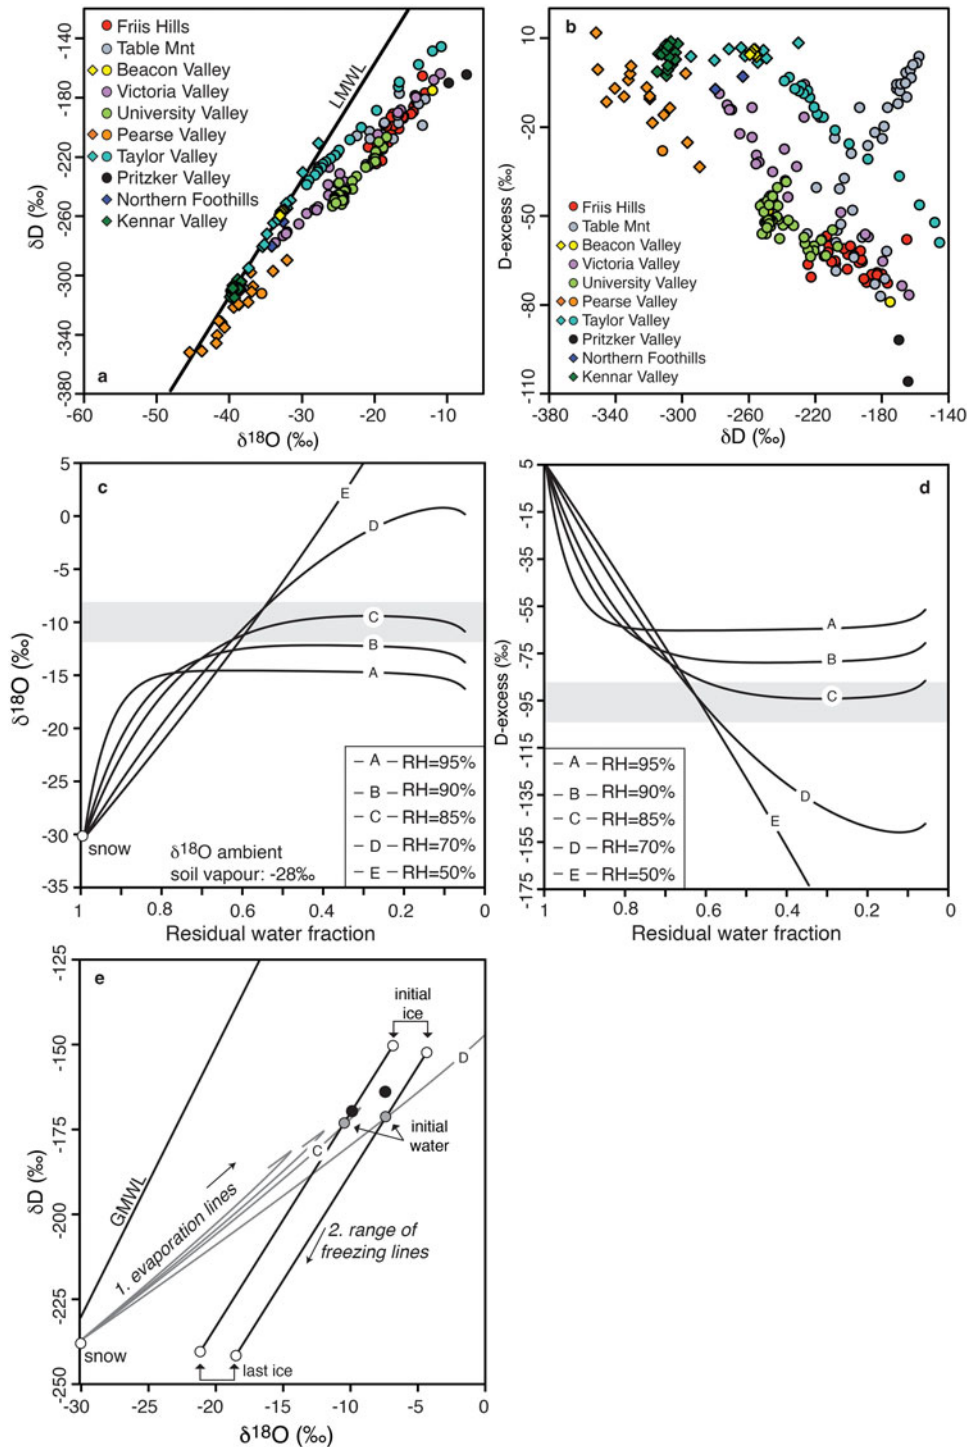 Friis Hills
Table Mnt
Beacon Valley
Victoria Valley
University Valley
Pearse Valley
Taylor Valley
Pritzker Valley
Northern Foothills
Kennar Valley
LMWL
a
-140
-180
-220
-260
-300
-340
-380
δD (‰)
-60 -50 -40 -30 -20 -10
δ18O (‰)
b
10
-20
-50
-80
-110
D-excess (‰)
Friis Hills
Table Mnt
Beacon Valley
Victoria Valley
University Valley
Pearse Valley
Taylor Valley
Pritzker Valley
Northern Foothills
Kennar Valley
-380 -340 -300 -260 -220 -180 -140
δD (‰)
c
5
0
-5
-10
-15
-20
-25
-30
-35
δ18O (‰)
E
D
C
B
A
snow
δ18O ambient
soil vapour: -28‰
– A – RH=95%
– B – RH=90%
– C – RH=85%
– D – RH=70%
– E – RH=50%
1 0.8 0.6 0.4 0.2 0
Residual water fraction
d
5
-15
-35
-55
-75
-95
-115
-135
-155
-175
D-excess (‰)
A
B
C
D
E
– A – RH=95%
– B – RH=90%
– C – RH=85%
– D – RH=70%
– E – RH=50%
1 0.8 0.6 0.4 0.2 0
Residual water fraction
e
-125
-150
-175
-200
-225
-250
δD (‰)
GMWL
initial
ice
D
C
initial
water
1. evaporation lines
2. range of
freezing lines
snow
last ice
-30 -20 -15 -10 -5 0
δ18O (‰)